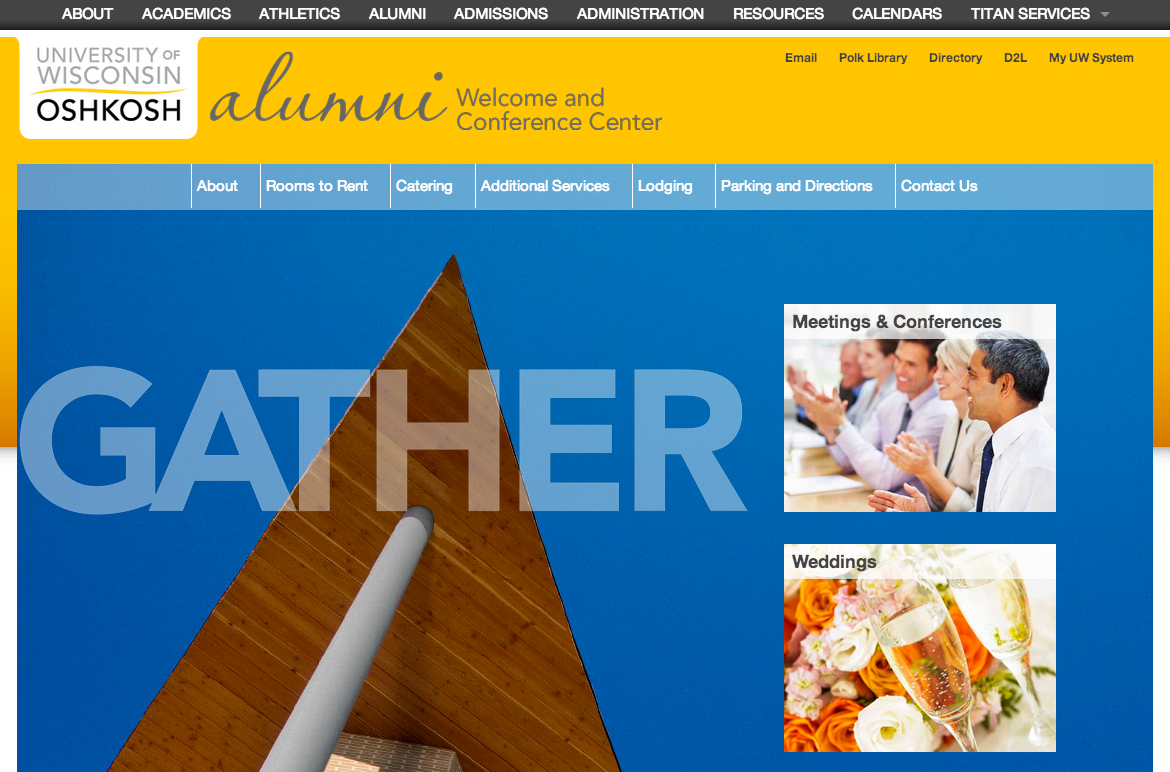 ABOUT ACADEMICS ATHLETICS ALUMNI ADMISSIONS ADMINISTRATION RESOURCES CALENDARS TITAN SERVICES
Email Polk Library Directory D2L My UW System
UNIVERSITY OF
WISCONSIN
OSHKOSH
alumni
Welcome and
Conference Center
About Rooms to Rent Catering Additional Services Lodging Parking and Directions Contact Us
GATHER
Meetings & Conferences
Weddings